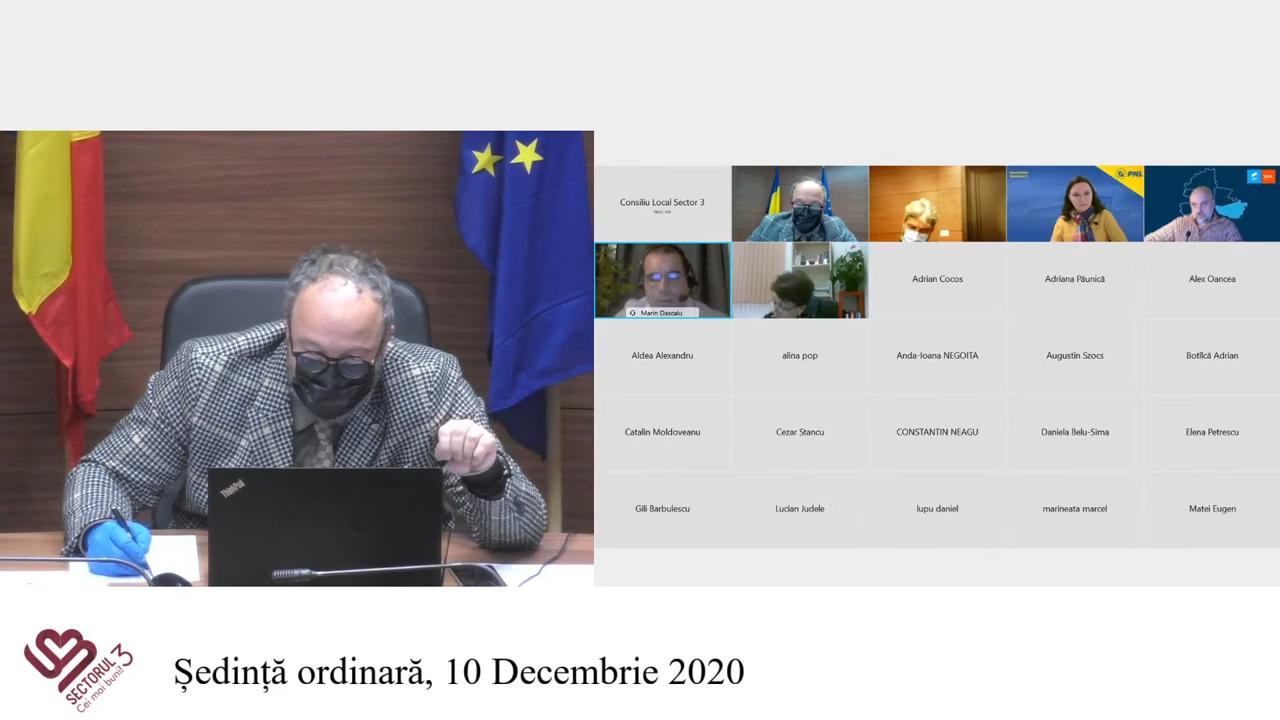 Consiliu Local Sector 3
PNL
Marin Dascalu
Adrian Cocos
Adriana Păunică
Alex Oancea
Aldea Alexandru
alina pop
Anda-Ioana NEGOITA
Augustin Szocs
Botîlcă Adrian
Catalin Moldoveanu
Cezar Stancu
CONSTANTIN NEAGU
Daniela Belu-Sima
Elena Petrescu
Gili Barbulescu
Lucian Judele
lupu daniel
marineata marcel
Matei Eugen
ThinkPad
SECTORUL 3
Cei mai buni!
Ședință ordinară, 10 Decembrie 2020